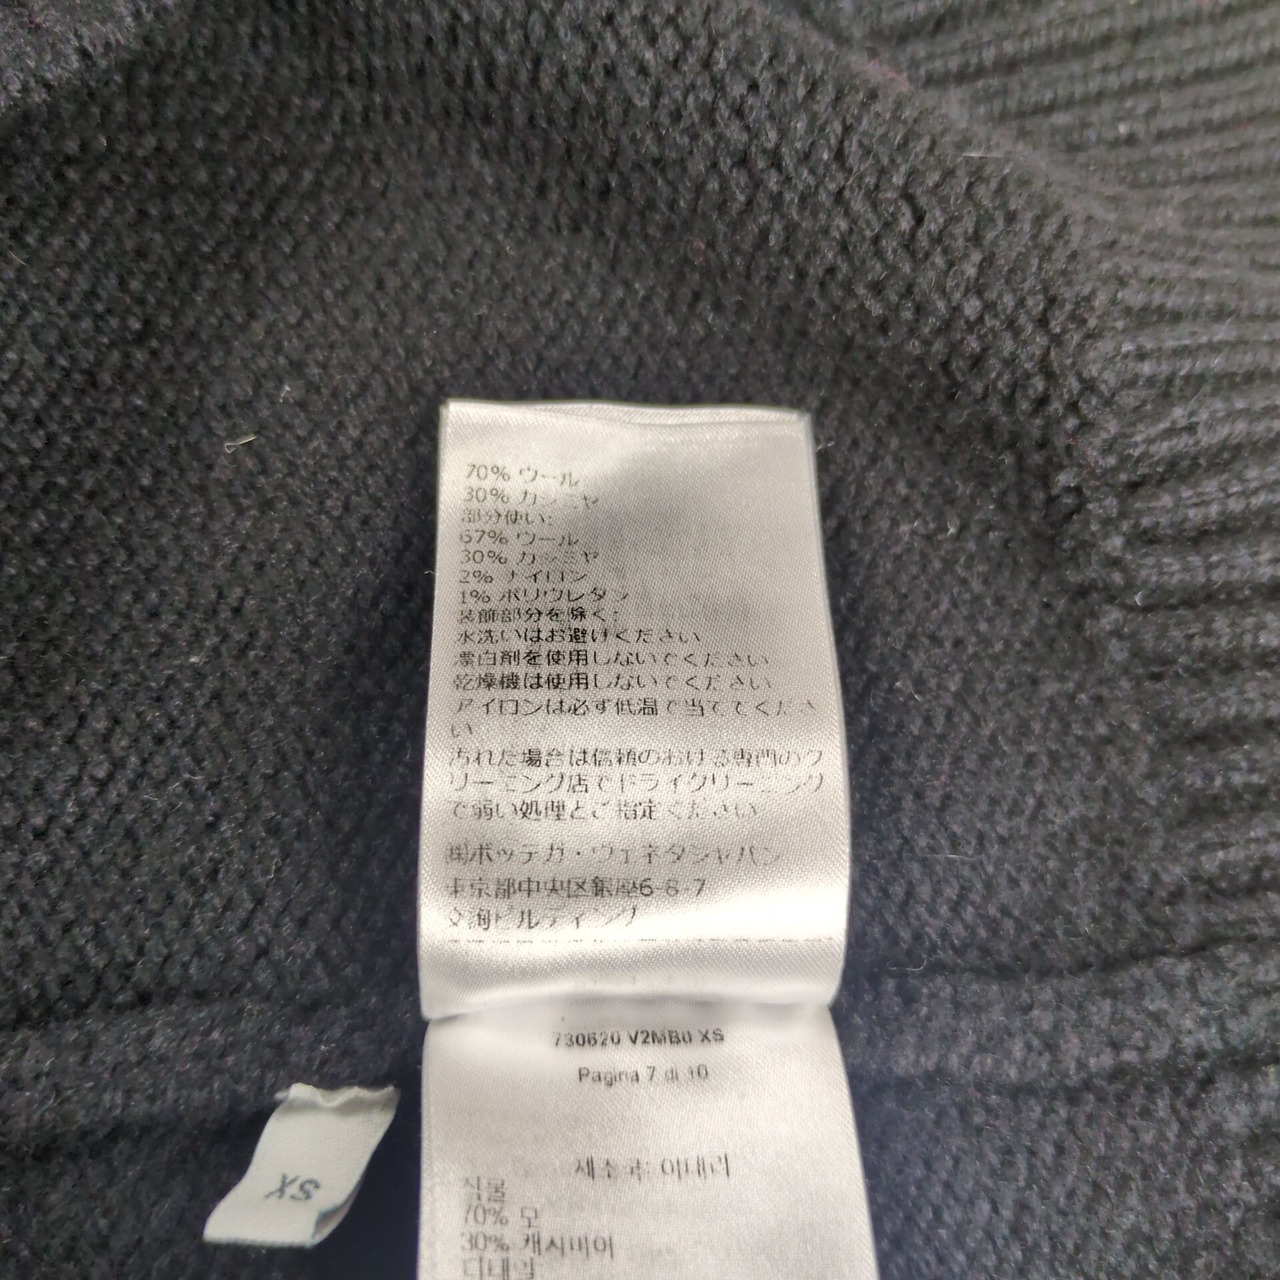 70% ウール
30% カシミヤ
部分使い:
67% ウール
30% カシミヤ
2% ナイロン
1% ポリウレタン
装飾部分を除く:
水洗いはお避けください
漂白剤を使用しないでください
乾燥機は使用しないでください
アイロンは必ず低温で当ててくださ
い
汚れた場合は信頼のおける専門のク
リーニング店でドライクリーニング
で弱い処理とご指定ください
㈱ボッテガ・ヴェネタジャパン
東京都中央区銀座6-8-7
交詢ビルディング
730620 V2MB0 XS
Pagina 7 di 10
제조국: 이태리
직물
70% 모
30% 캐시미어
디테일
XS